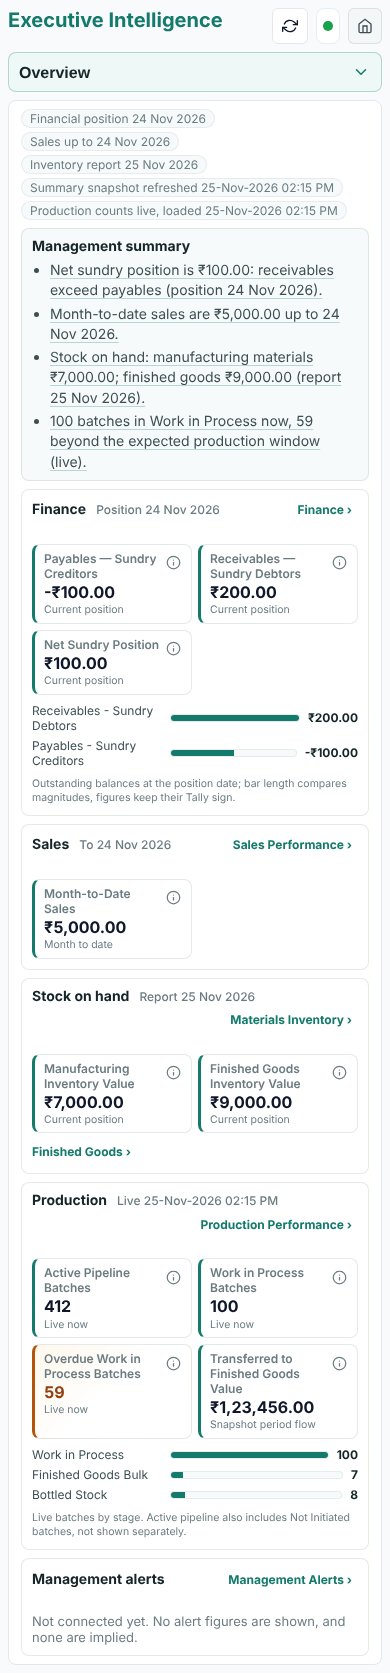 Executive Intelligence
Overview
Financial position 24 Nov 2026
Sales up to 24 Nov 2026
Inventory report 25 Nov 2026
Summary snapshot refreshed 25-Nov-2026 02:15 PM
Production counts live, loaded 25-Nov-2026 02:15 PM
Management summary
• Net sundry position is ₹100.00: receivables
exceed payables (position 24 Nov 2026).
• Month-to-date sales are ₹5,000.00 up to 24
Nov 2026.
• Stock on hand: manufacturing materials
₹7,000.00; finished goods ₹9,000.00 (report
25 Nov 2026).
• 100 batches in Work in Process now, 59
beyond the expected production window
(live).
Finance Position 24 Nov 2026 Finance ›
Payables — Sundry
Creditors
-₹100.00
Current position
Receivables —
Sundry Debtors
₹200.00
Current position
Net Sundry Position
₹100.00
Current position
Receivables - Sundry
Debtors
₹200.00
Payables - Sundry
Creditors
-₹100.00
Outstanding balances at the position date; bar length compares
magnitudes, figures keep their Tally sign.
Sales To 24 Nov 2026 Sales Performance ›
Month-to-Date
Sales
₹5,000.00
Month to date
Stock on hand Report 25 Nov 2026
Materials Inventory ›
Manufacturing
Inventory Value
₹7,000.00
Current position
Finished Goods
Inventory Value
₹9,000.00
Current position
Finished Goods ›
Production Live 25-Nov-2026 02:15 PM
Production Performance ›
Active Pipeline
Batches
412
Live now
Work in Process
Batches
100
Live now
Overdue Work in
Process Batches
59
Live now
Transferred to
Finished Goods
Value
₹1,23,456.00
Snapshot period flow
Work in Process 100
Finished Goods Bulk 7
Bottled Stock 8
Live batches by stage. Active pipeline also includes Not Initiated
batches, not shown separately.
Management alerts Management Alerts ›
Not connected yet. No alert figures are shown, and
none are implied.